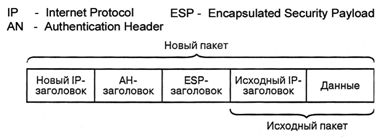 IP - Internet Protocol ESP - Encapsulated Security Payload
AN - Authentication Header
Новый пакет
Новый IP-заголовок АН-заголовок ESP-заголовок Исходный IP-заголовок Данные
Исходный пакет